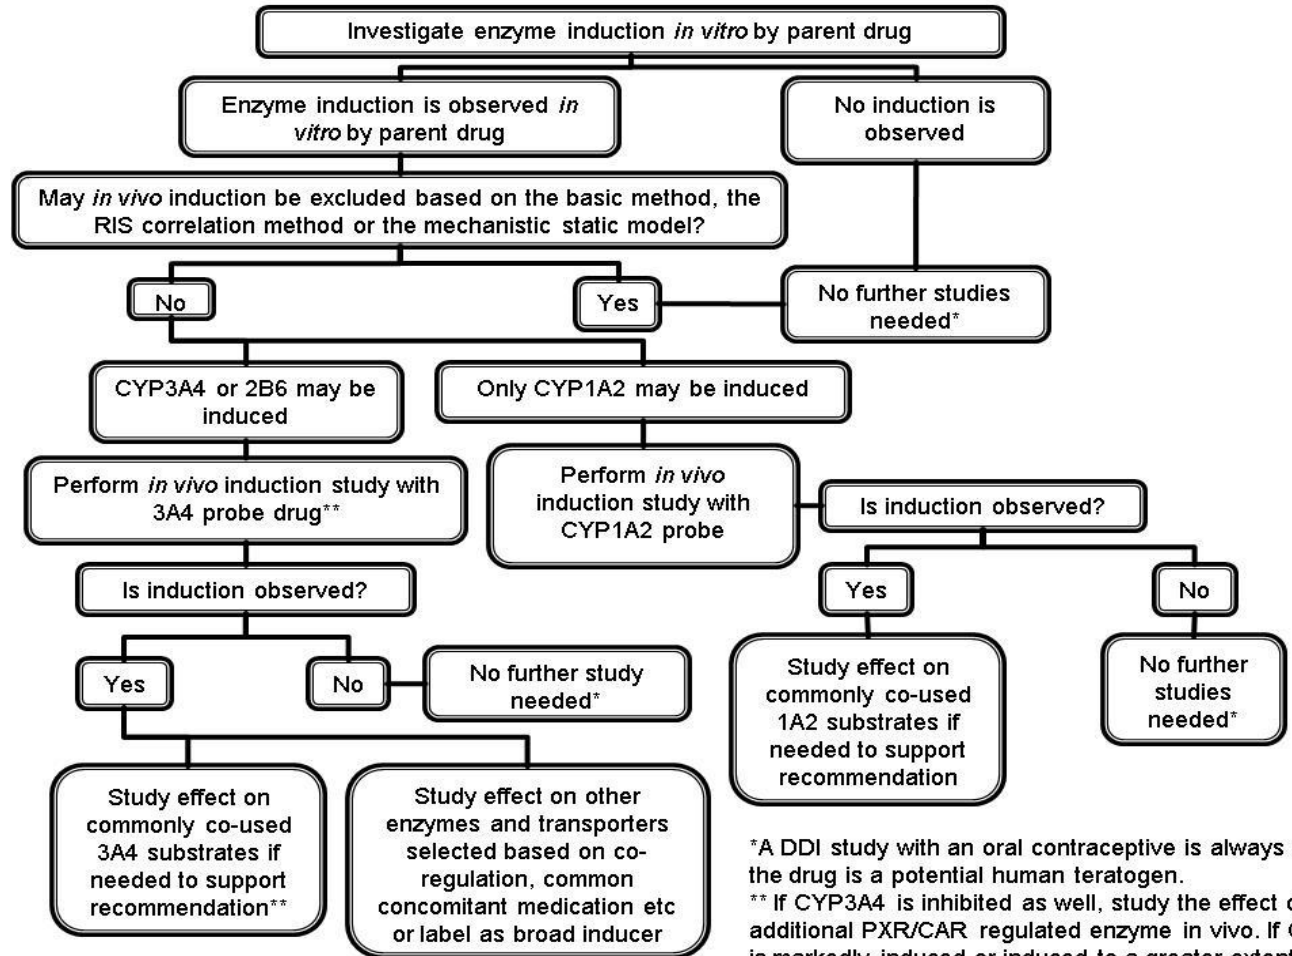 Investigate enzyme induction in vitro by parent drug
Enzyme induction is observed in
vitro by parent drug
No induction is
observed
May in vivo induction be excluded based on the basic method, the
RIS correlation method or the mechanistic static model?
No
Yes
No further studies
needed*
CYP3A4 or 2B6 may be
induced
Only CYP1A2 may be induced
Perform in vivo induction study with
3A4 probe drug**
Perform in vivo
induction study with
CYP1A2 probe
Is induction observed?
Is induction observed?
Yes
No
Yes
No
No further study
needed*
Study effect on
commonly co-used
1A2 substrates if
needed to support
recommendation
No further
studies
needed*
Study effect on
commonly co-used
3A4 substrates if
needed to support
recommendation**
Study effect on other
enzymes and transporters
selected based on co-
regulation, common
concomitant medication etc
or label as broad inducer
*A DDI study with an oral contraceptive is always
the drug is a potential human teratogen.
** If CYP3A4 is inhibited as well, study the effect
additional PXR/CAR regulated enzyme in vivo. If
is markedly induced or induced to a greater extent